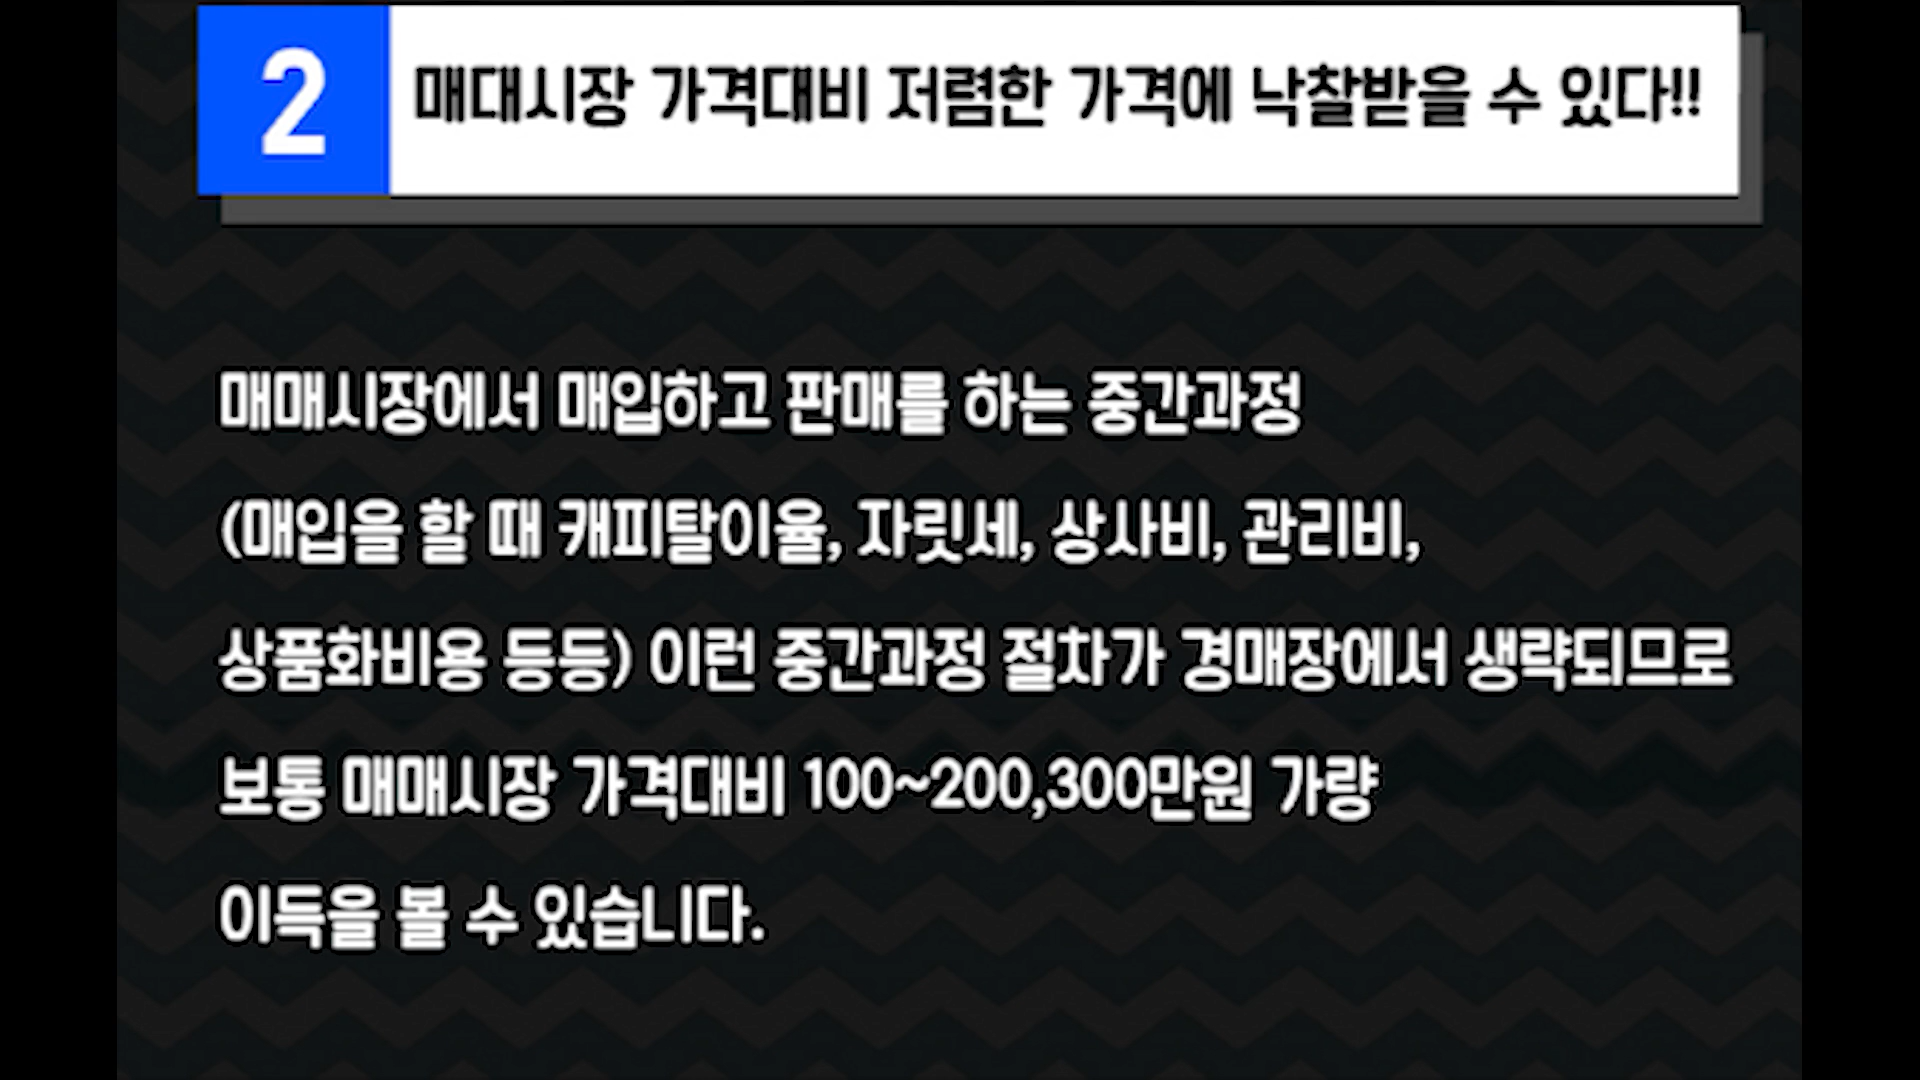 2
매대시장 가격대비 저렴한 가격에 낙찰받을 수 있다!!
매매시장에서 매입하고 판매를 하는 중간과정
(매입을 할 때 캐피탈이율, 자릿세, 상사비, 관리비,
상품화비용 등등) 이런 중간과정 절차가 경매장에서 생략되므로
보통 매매시장 가격대비 100~200,300만원 가량
이득을 볼 수 있습니다.